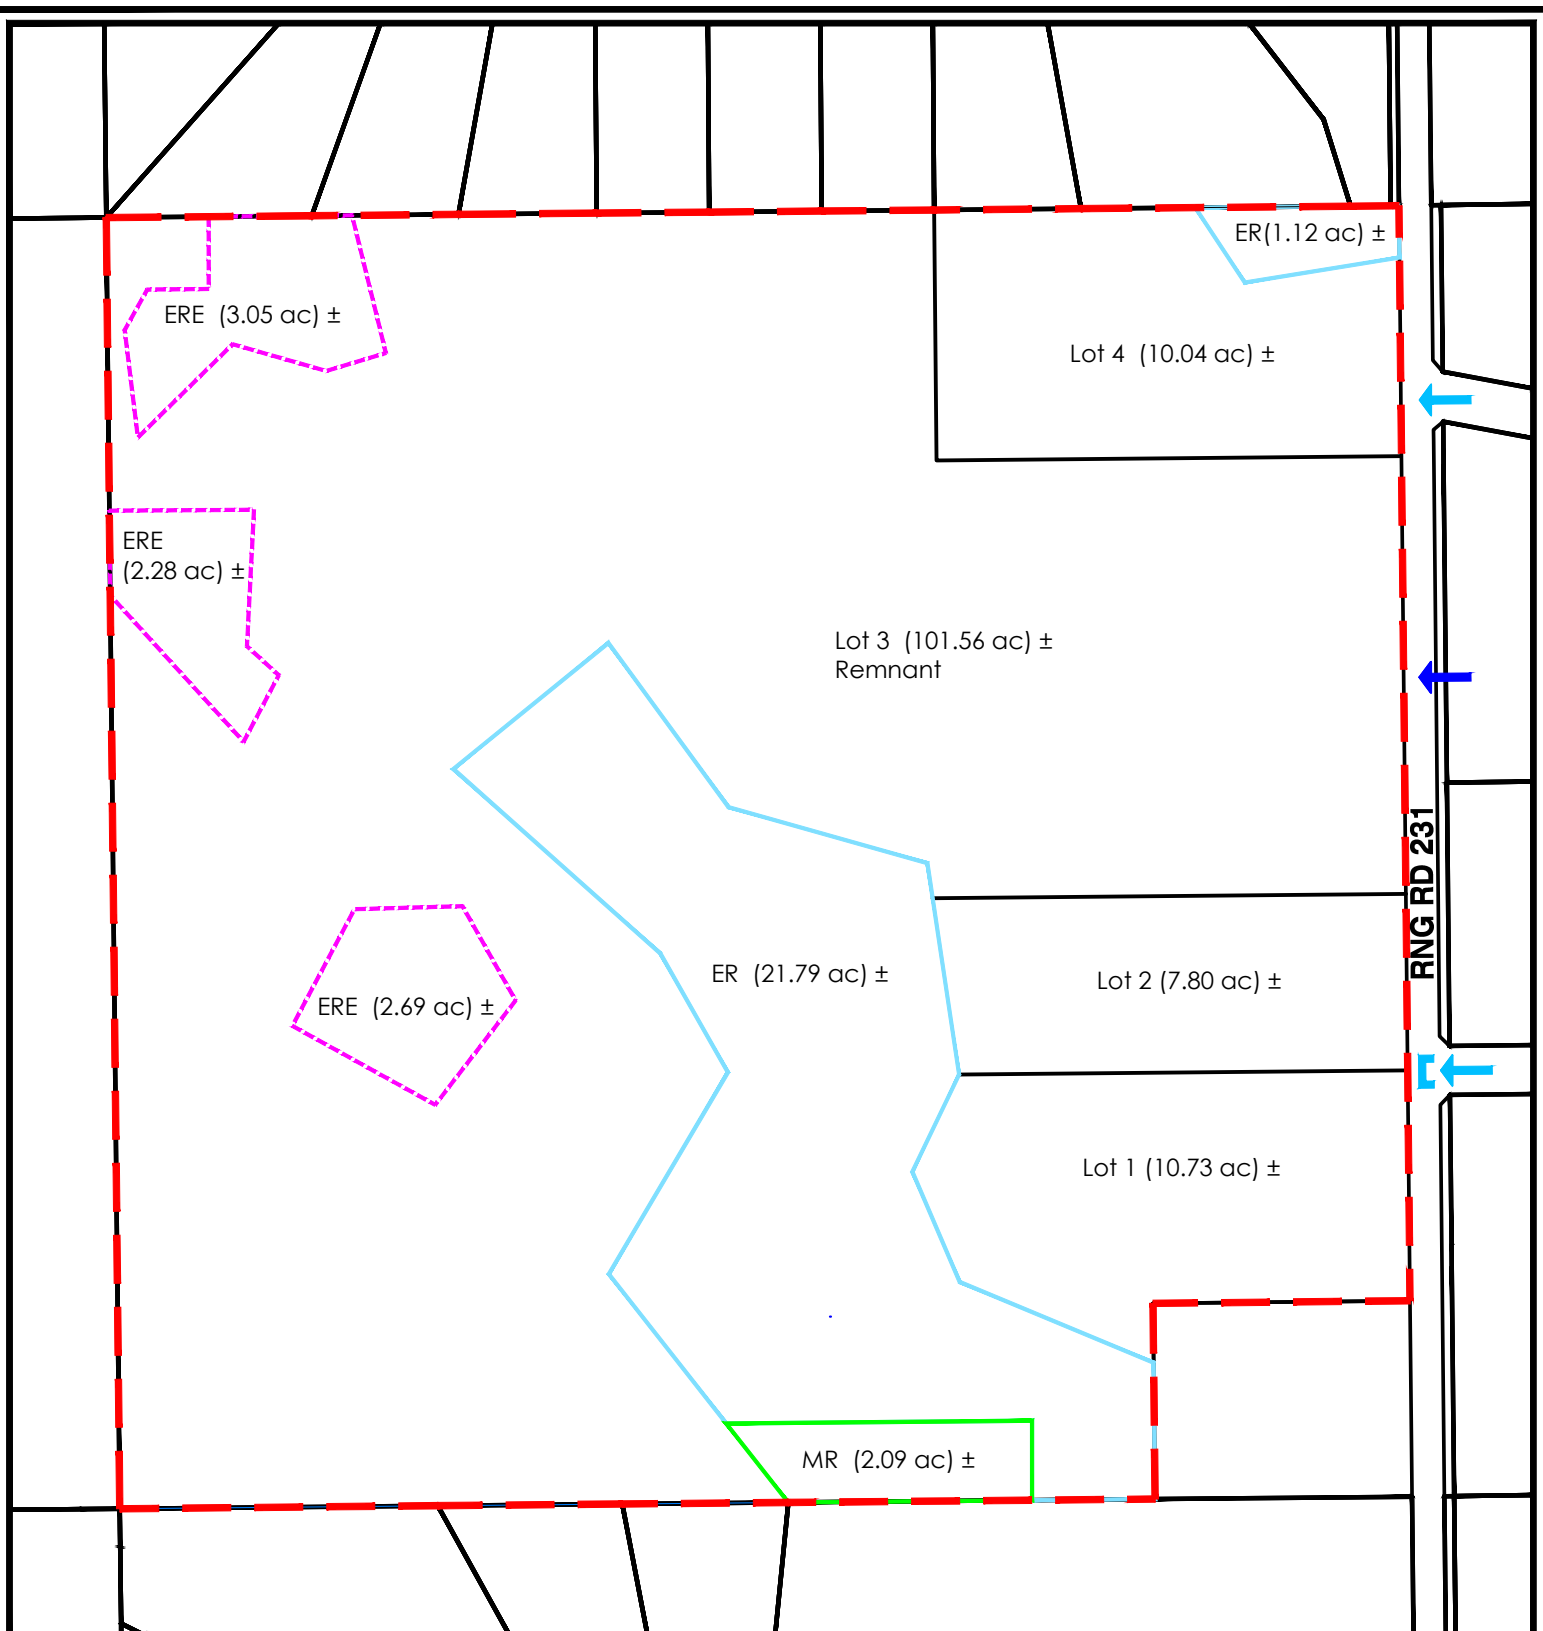 ER(1.12 ac) ±
ERE (3.05 ac) ±
Lot 4 (10.04 ac) ±
ERE
(2.28 ac) ±
Lot 3 (101.56 ac) ±
Remnant
RNG RD 231
ER (21.79 ac) ±
Lot 2 (7.80 ac) ±
ERE (2.69 ac) ±
Lot 1 (10.73 ac) ±
MR (2.09 ac) ±